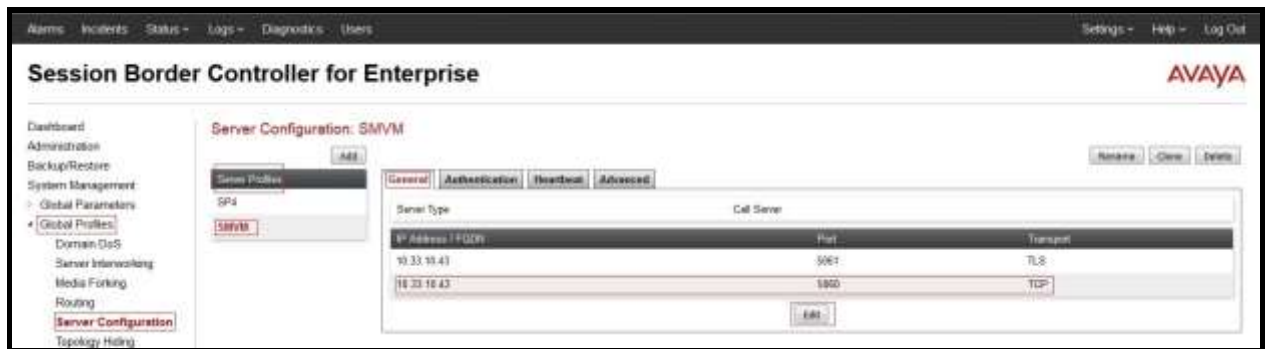 Alarms Incidents Status Logs Diagnostics Users Settings Help Log Out
Session Border Controller for Enterprise
AVAYA
Dashboard
Administration
Backup/Restore
System Management
Global Parameters
Global Profiles
Domain DoS
Server Interworking
Media Forking
Routing
Server Configuration
Topology Hiding
Server Configuration: SMVM
Add
Rename Clone Delete
Server Profiles
SP4
SMVM
General Authentication Heartbeat Advanced
Server Type Call Server
IP Address / FQDN Port Transport
10.33.10.43 5061 TLS
10.33.10.43 5060 TCP
Edit